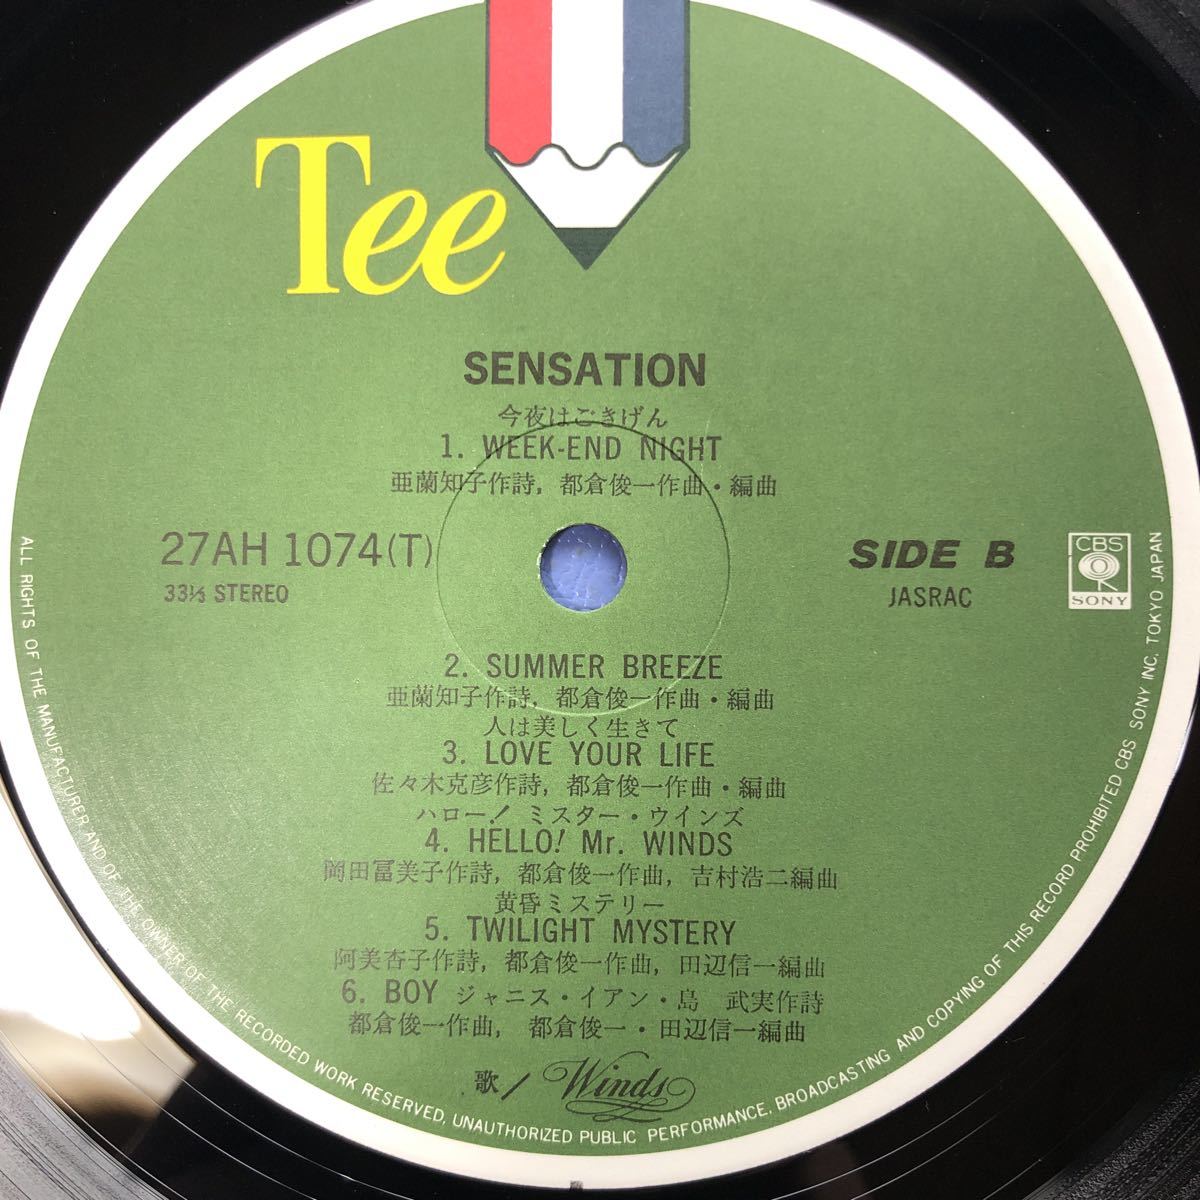 Tee
SENSATION
今夜はごきげん
1. WEEK-END NIGHT
亜蘭知子作詩，都倉俊一作曲・編曲
27AH 1074(T)
33⅓ STEREO
SIDE B
JASRAC
CBS
SONY
2. SUMMER BREEZE
亜蘭知子作詩，都倉俊一作曲・編曲
人は美しく生きて
3. LOVE YOUR LIFE
佐々木克彦作詩，都倉俊一作曲・編曲
ハロー！ミスター・ウインズ
4. HELLO! Mr. WINDS
岡田冨美子作詩，都倉俊一作曲，吉村浩二編曲
黄昏ミステリー
5. TWILIGHT MYSTERY
阿美杏子作詩，都倉俊一作曲，田辺信一編曲
6. BOY ジャニス・イアン・島　武実作詩
都倉俊一作曲，都倉俊一・田辺信一編曲
歌／Winds
ALL RIGHTS OF THE MANUFACTURER AND OF THE OWNER OF THE RECORDED WORK RESERVED, UNAUTHORIZED PUBLIC PERFORMANCE, BROADCASTING AND COPYING OF THIS RECORD PROHIBITED CBS SONY INC. TOKYO JAPAN